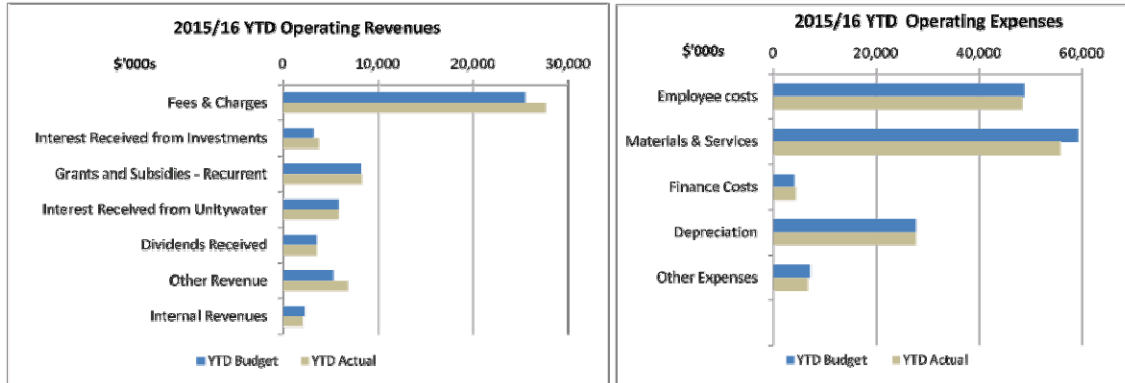 2015/16 YTD Operating Revenues
$'000s
0 10,000 20,000 30,000
Fees & Charges
Interest Received from Investments
Grants and Subsidies - Recurrent
Interest Received from Unitywater
Dividends Received
Other Revenue
Internal Revenues
YTD Budget YTD Actual
2015/16 YTD Operating Expenses
$'000s
0 20,000 40,000 60,000
Employee costs
Materials & Services
Finance Costs
Depreciation
Other Expenses
YTD Budget YTD Actual